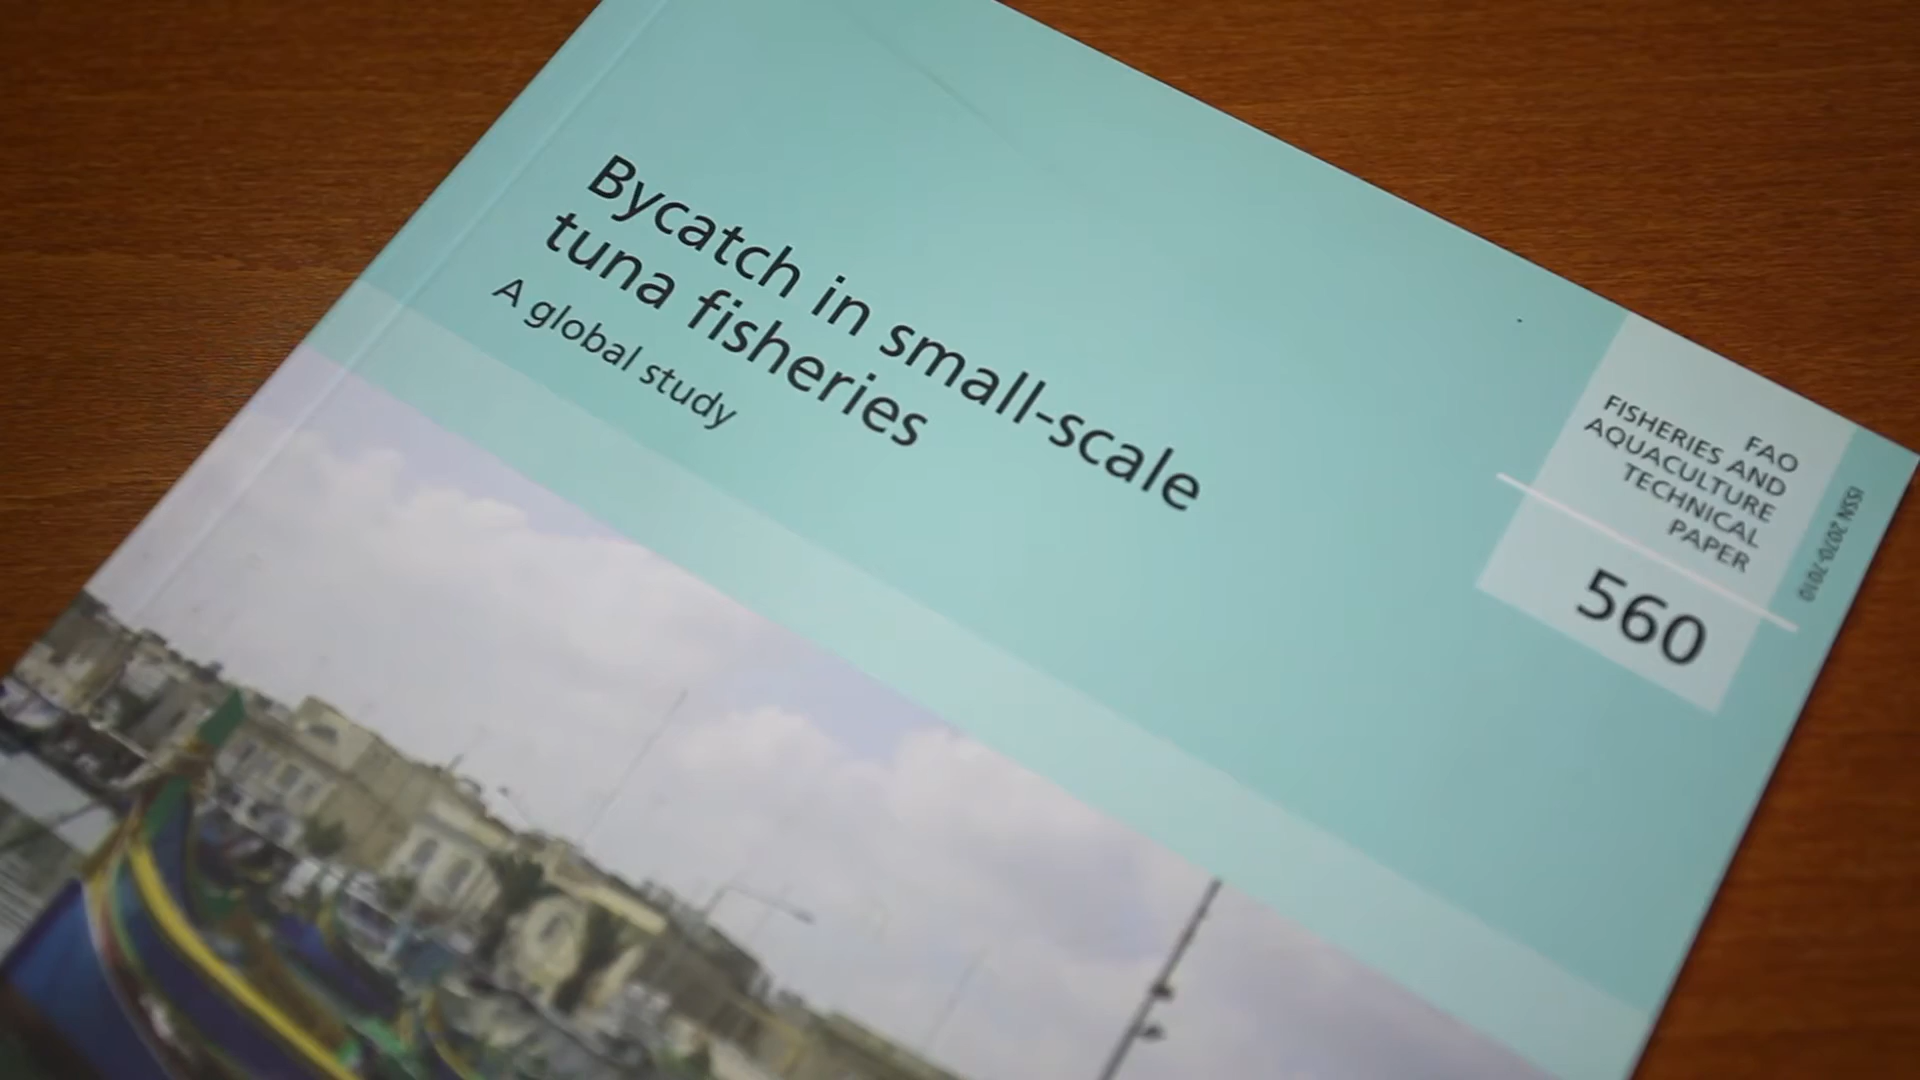 Bycatch in small-scale
tuna fisheries
A global study
FAO
FISHERIES AND
AQUACULTURE
TECHNICAL
PAPER
560
ISSN 2070-7010